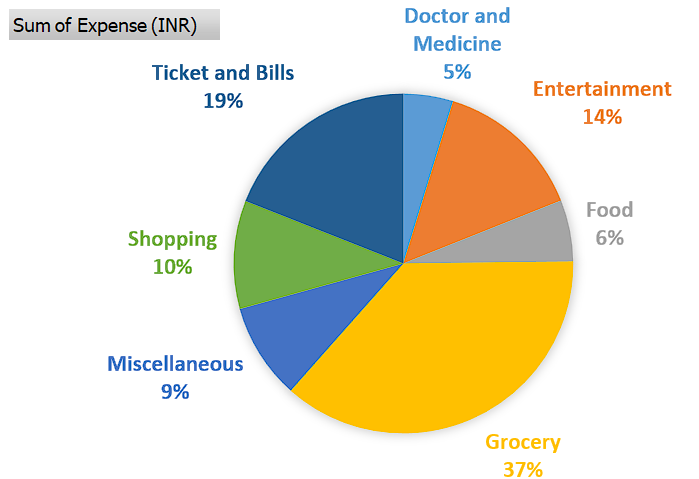 Sum of Expense (INR)
Doctor and
Medicine
5%
Ticket and Bills
19%
Entertainment
14%
Food
6%
Shopping
10%
Miscellaneous
9%
Grocery
37%